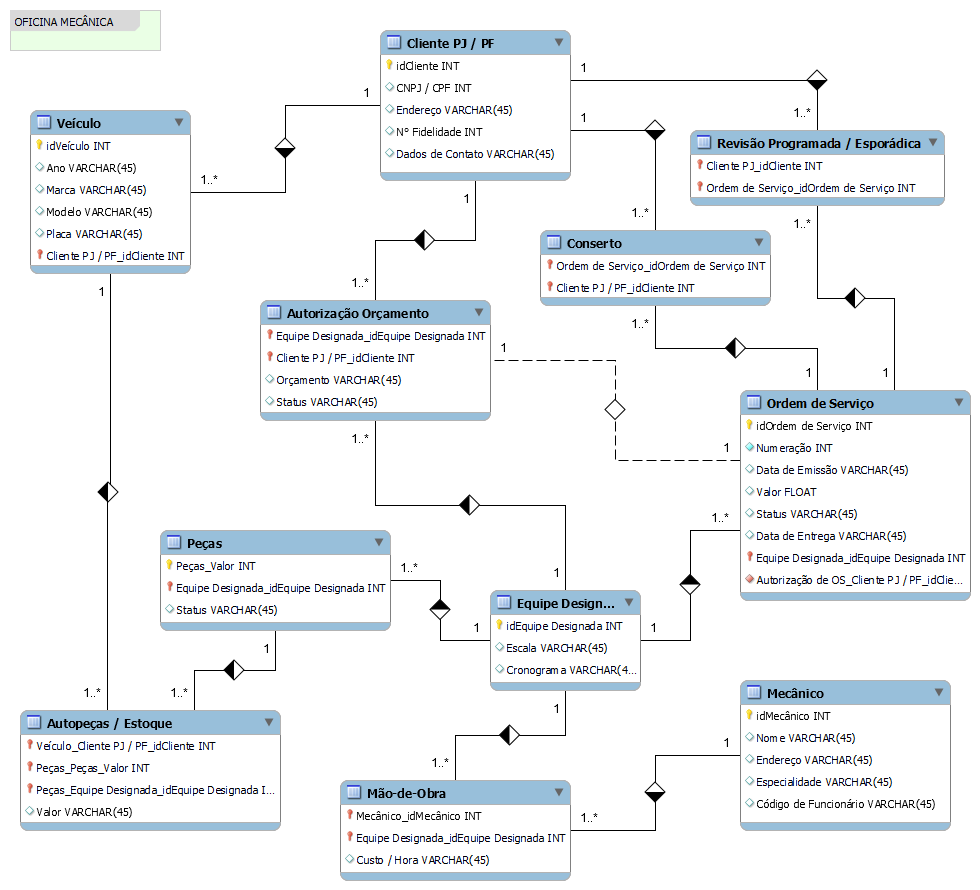 OFICINA MECÂNICA
Cliente PJ / PF
idCliente INT
CNPJ / CPF INT
Endereço VARCHAR(45)
Nº Fidelidade INT
Dados de Contato VARCHAR(45)
1
1..*
1
1..*
1
1..*
1
1..*
Veículo
idVeículo INT
Ano VARCHAR(45)
Marca VARCHAR(45)
Modelo VARCHAR(45)
Placa VARCHAR(45)
Cliente PJ / PF_idCliente INT
Revisão Programada / Esporádica
Cliente PJ_idCliente INT
Ordem de Serviço_idOrdem de Serviço INT
1..*
1
Conserto
Ordem de Serviço_idOrdem de Serviço INT
Cliente PJ / PF_idCliente INT
1..*
1
Autorização Orçamento
Equipe Designada_idEquipe Designada INT
Cliente PJ / PF_idCliente INT
Orçamento VARCHAR(45)
Status VARCHAR(45)
1
1
1..*
1
Ordem de Serviço
idOrdem de Serviço INT
Numeração INT
Data de Emissão VARCHAR(45)
Valor FLOAT
Status VARCHAR(45)
Data de Entrega VARCHAR(45)
Equipe Designada_idEquipe Designada INT
Autorização de OS_Cliente PJ / PF_idClie...
1..*
1
Peças
Peças_Valor INT
Equipe Designada_idEquipe Designada INT
Status VARCHAR(45)
1..*
1
1
1..*
Equipe Design...
idEquipe Designada INT
Escala VARCHAR(45)
Cronograma VARCHAR(4...
1
1..*
1
1..*
Autopeças / Estoque
Veículo_Cliente PJ / PF_idCliente INT
Peças_Peças_Valor INT
Peças_Equipe Designada_idEquipe Designada I...
Valor VARCHAR(45)
Mecânico
idMecânico INT
Nome VARCHAR(45)
Endereço VARCHAR(45)
Especialidade VARCHAR(45)
Código de Funcionário VARCHAR(45)
1
1..*
Mão-de-Obra
Mecânico_idMecânico INT
Equipe Designada_idEquipe Designada INT
Custo / Hora VARCHAR(45)